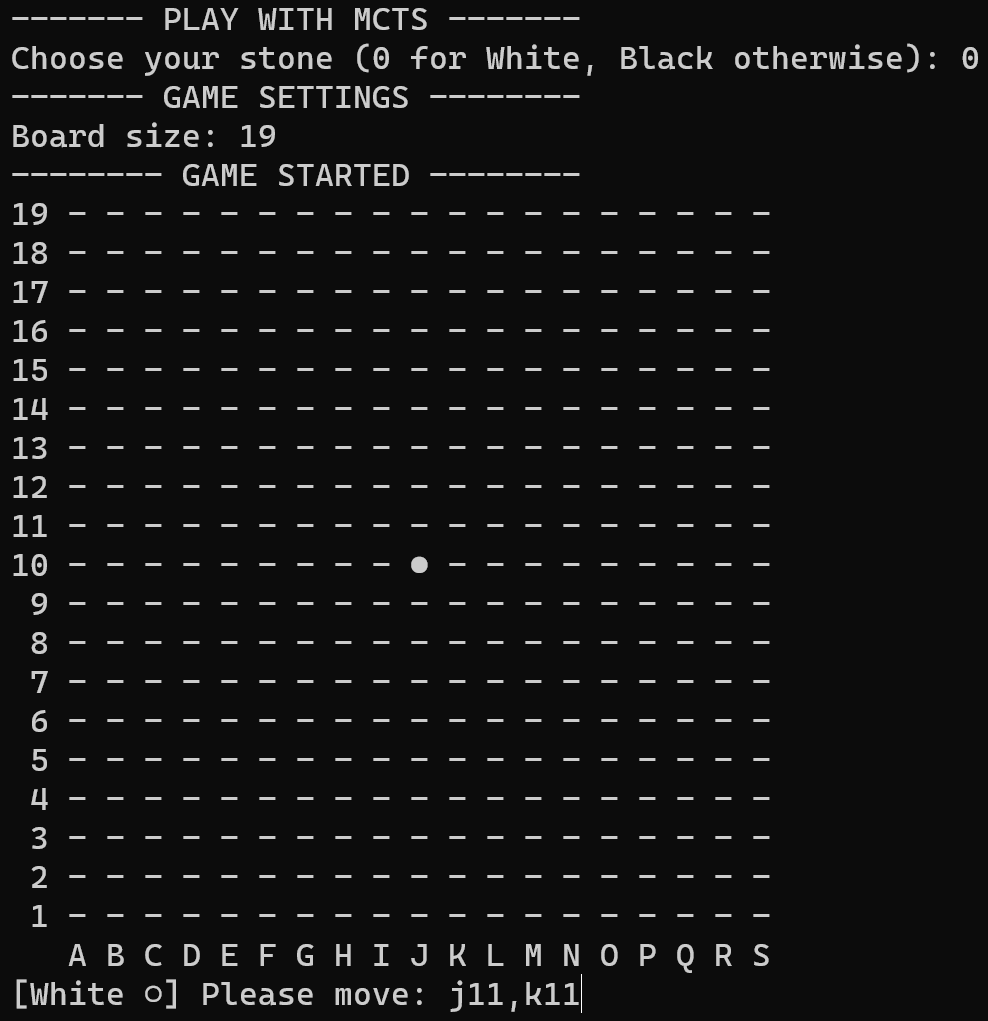 ------- PLAY WITH MCTS -------
Choose your stone (0 for White, Black otherwise): 0
------- GAME SETTINGS --------
Board size: 19
-------- GAME STARTED --------
19 - - - - - - - - - - - - - - - - - - -
18 - - - - - - - - - - - - - - - - - - -
17 - - - - - - - - - - - - - - - - - - -
16 - - - - - - - - - - - - - - - - - - -
15 - - - - - - - - - - - - - - - - - - -
14 - - - - - - - - - - - - - - - - - - -
13 - - - - - - - - - - - - - - - - - - -
12 - - - - - - - - - - - - - - - - - - -
11 - - - - - - - - - - - - - - - - - - -
10 - - - - - - - - - ● - - - - - - - - -
9 - - - - - - - - - - - - - - - - - - -
8 - - - - - - - - - - - - - - - - - - -
7 - - - - - - - - - - - - - - - - - - -
6 - - - - - - - - - - - - - - - - - - -
5 - - - - - - - - - - - - - - - - - - -
4 - - - - - - - - - - - - - - - - - - -
3 - - - - - - - - - - - - - - - - - - -
2 - - - - - - - - - - - - - - - - - - -
1 - - - - - - - - - - - - - - - - - - -
A B C D E F G H I J K L M N O P Q R S
[White ○] Please move: j11,k11